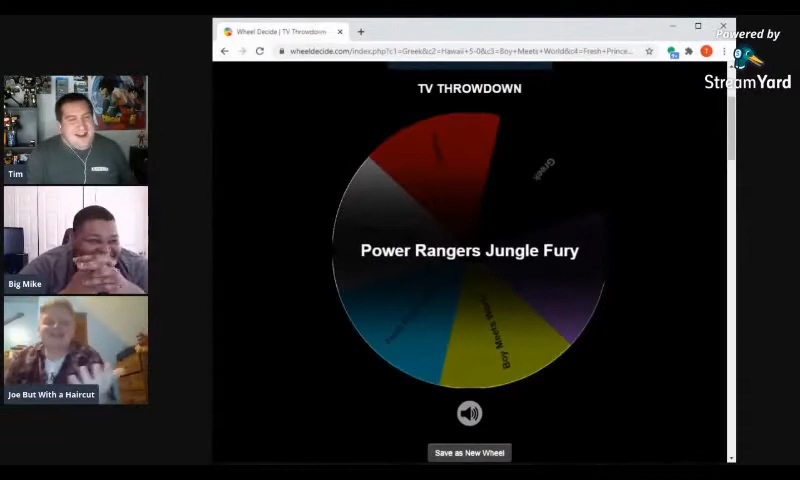 Wheel Decide | TV Throwdown
wheeldecide.com/index.php?c1=Greek&c2=Hawaii+5-0&c3=Boy+Meets+World&c4=Fresh+Prince...
Powered by
StreamYard
TV THROWDOWN
Greek
Power Rangers Jungle Fury
Boy Meets World
Save as New Wheel
Tim
Big Mike
Joe But With a Haircut
T